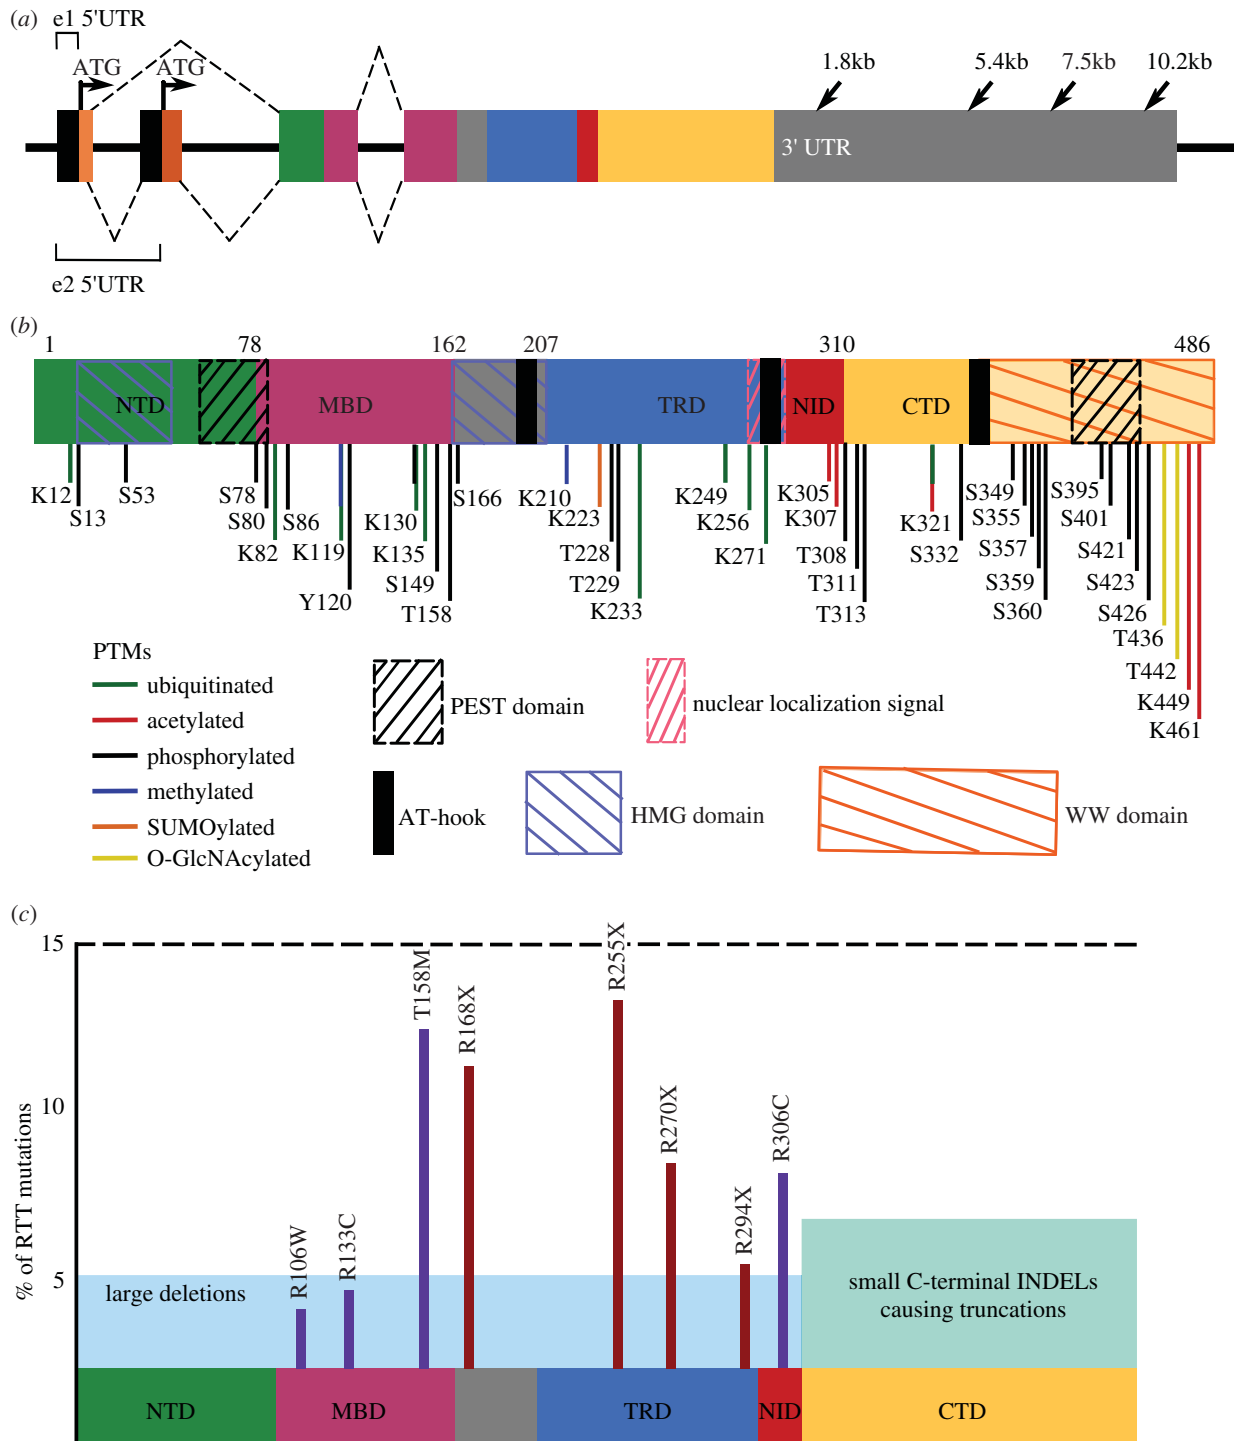 (a)
e1 5'UTR
ATG
ATG
1.8kb
5.4kb
7.5kb
10.2kb
3' UTR
e2 5'UTR
(b)
1
78
162
207
310
486
NTD
MBD
TRD
NID
CTD
K12
S13
S53
S78
S80
K82
S86
K119
Y120
K130
K135
S149
T158
S166
K210
K223
T228
T229
K233
K249
K256
K271
K305
K307
T308
T311
T313
K321
S332
S349
S355
S357
S359
S360
S395
S401
S421
S423
S426
T436
T442
K449
K461
PTMs
ubiquitinated
acetylated
phosphorylated
methylated
SUMOylated
O-GlcNAcylated
PEST domain
nuclear localization signal
AT-hook
HMG domain
WW domain
(c)
15
10
5
% of RTT mutations
large deletions
R106W
R133C
T158M
R168X
R255X
R270X
R294X
R306C
small C-terminal INDELs
causing truncations
NTD
MBD
TRD
NID
CTD